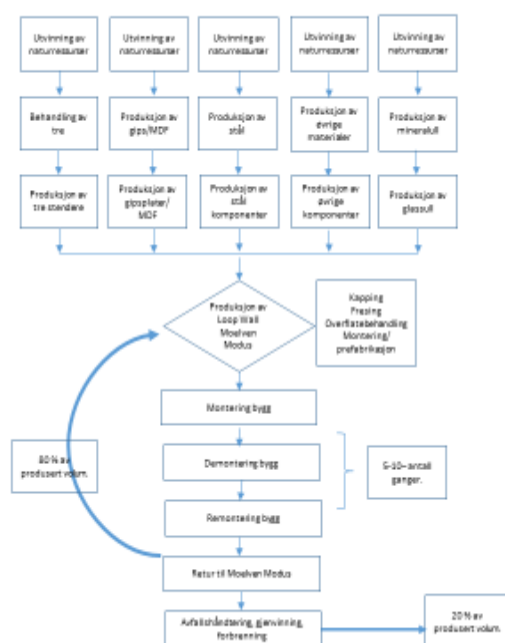 Utvinning av
naturressurser
Utvinning av
naturressurser
Utvinning av
naturressurser
Utvinning av
naturressurser
Utvinning av
naturressurser
Behandling av
tre
Produksjon av
gips/MDF
Produksjon av
stål
Produksjon av
øvrige
materialer
Produksjon av
mineralull
Produksjon av
tre stendere
Produksjon av
gipsplater/
MDF
Produksjon av
stål
komponenter
Produksjon av
øvrige
komponenter
Produksjon av
glassull
Produksjon av
Loop Wall
Moelven
Modus
Kapping
Fresing
Overflatebehandling
Montering/
prefabrikasjon
Montering bygg
80 % av
produsert volum.
Demontering bygg
5-10– antall
ganger.
Remontering bygg
Retur til Moelven Modus
Avfallshåndtering, gjenvinning,
forbrenning
20 % av
produsert volum.